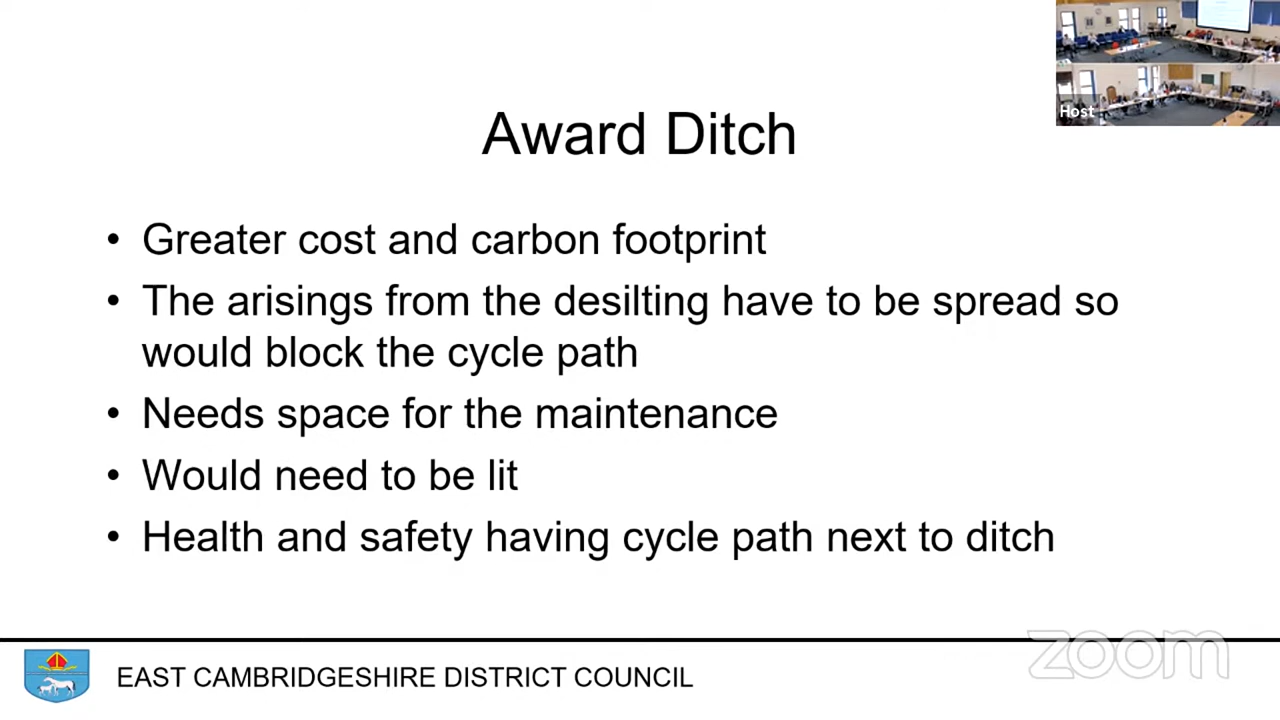 Host
Award Ditch
• Greater cost and carbon footprint
• The arisings from the desilting have to be spread so
would block the cycle path
• Needs space for the maintenance
• Would need to be lit
• Health and safety having cycle path next to ditch
EAST CAMBRIDGESHIRE DISTRICT COUNCIL
zoom